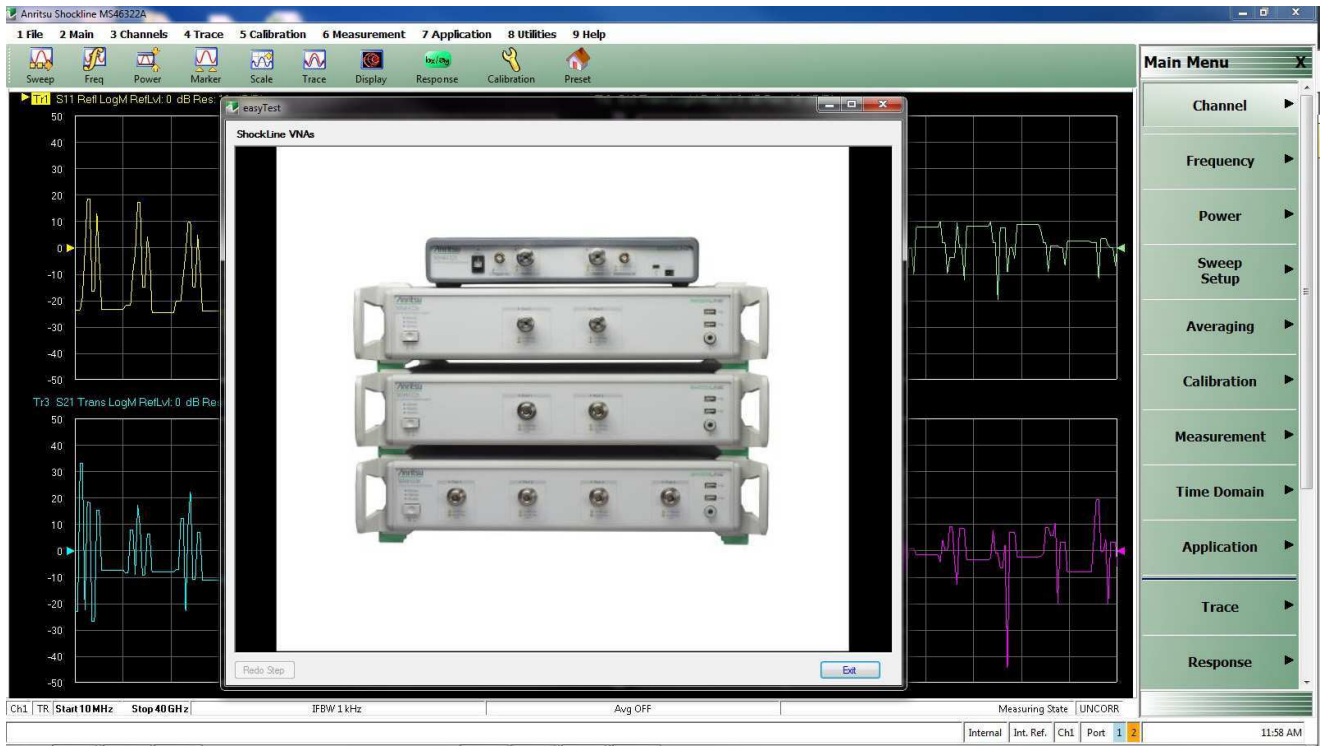 Anritsu Shockline MS46322A
1 File 2 Main 3 Channels 4 Trace 5 Calibration 6 Measurement 7 Application 8 Utilities 9 Help
Sweep Freq Power Marker Scale Trace Display Response Calibration Preset
Tr1 S11 Refl LogM RefLvl: 0 dB Res:
50
40
30
20
10
0
-10
-20
-30
-40
-50
Tr3 S21 Trans LogM RefLvl: 0 dB Re
50
40
30
20
10
0
-10
-20
-30
-40
-50
easyTest
ShockLine VNAs
Anritsu
Anritsu
Anritsu
Anritsu
Redo Step
Exit
Main Menu X
Channel
Frequency
Power
Sweep
Setup
Averaging
Calibration
Measurement
Time Domain
Application
Trace
Response
Ch1 TR Start 10 MHz Stop 40 GHz IFBW 1 kHz Avg OFF Measuring State UNCORR
Internal Int. Ref. Ch1 Port 1 2 11:58 AM